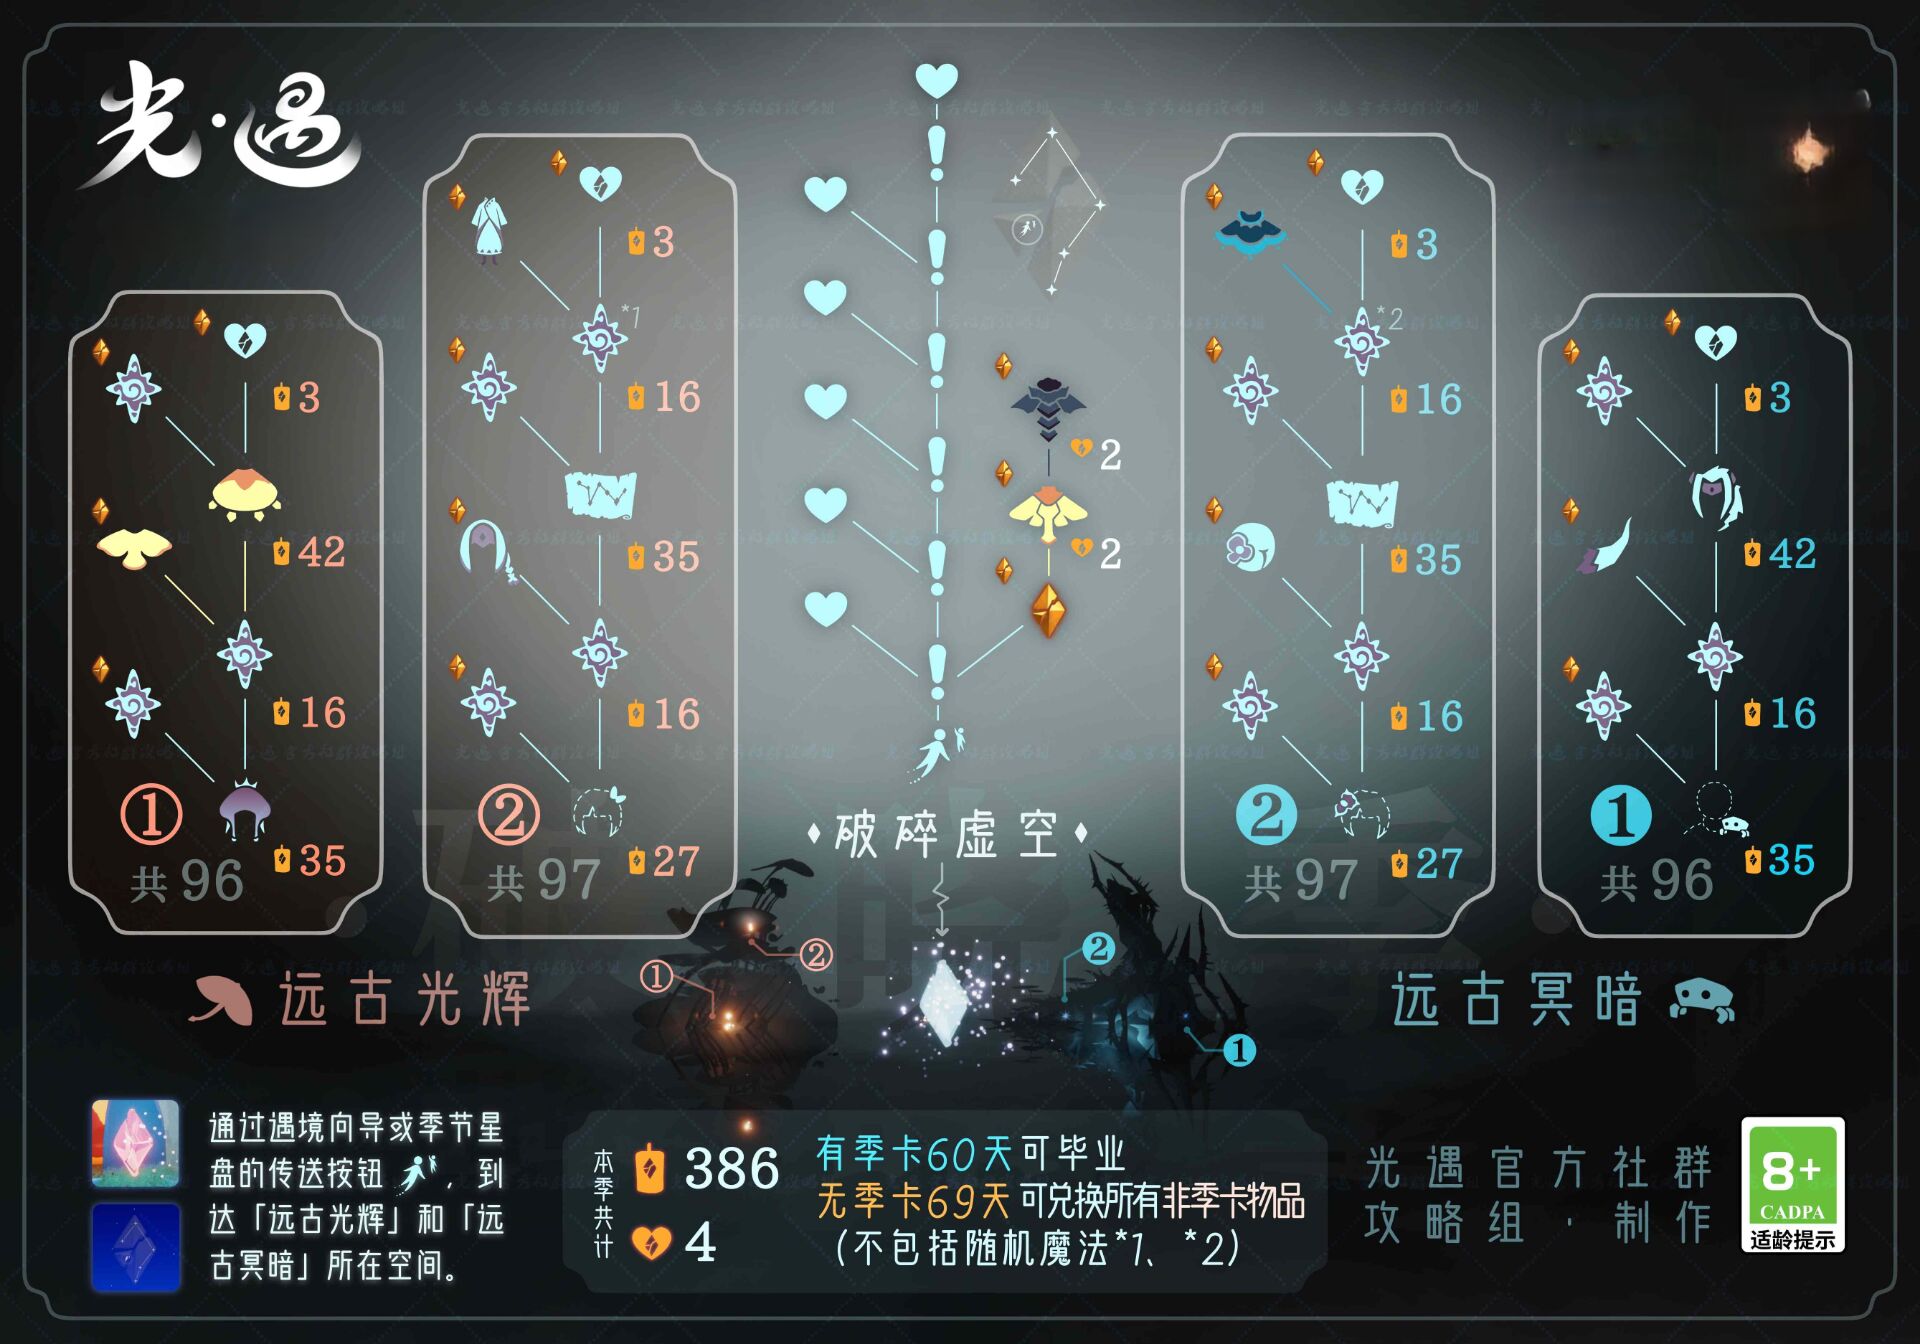 光·遇
3
42
16
35
①
共96
3
*1
16
35
16
27
②
共97
2
2
破碎虚空
3
*2
16
35
16
27
2
共97
3
42
16
35
1
共96
远古光辉
①
②
2
1
远古冥暗
通过遇境向导或季节星
盘的传送按钮，到
达「远古光辉」和「远
古冥暗」所在空间。
本季共计
386
4
有季卡60天可毕业
无季卡69天可兑换所有非季卡物品
(不包括随机魔法*1、*2)
光遇官方社群
攻略组·制作
8+
CADPA
适龄提示